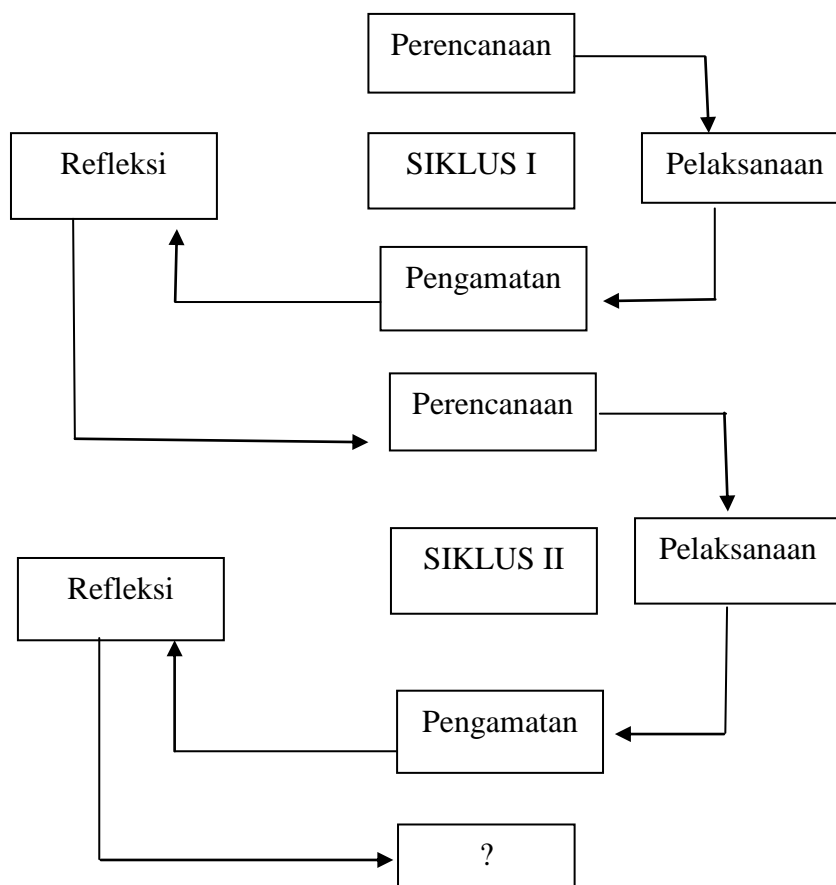 Perencanaan
Refleksi
SIKLUS I
Pelaksanaan
Pengamatan
Perencanaan
SIKLUS II
Pelaksanaan
Refleksi
Pengamatan
?